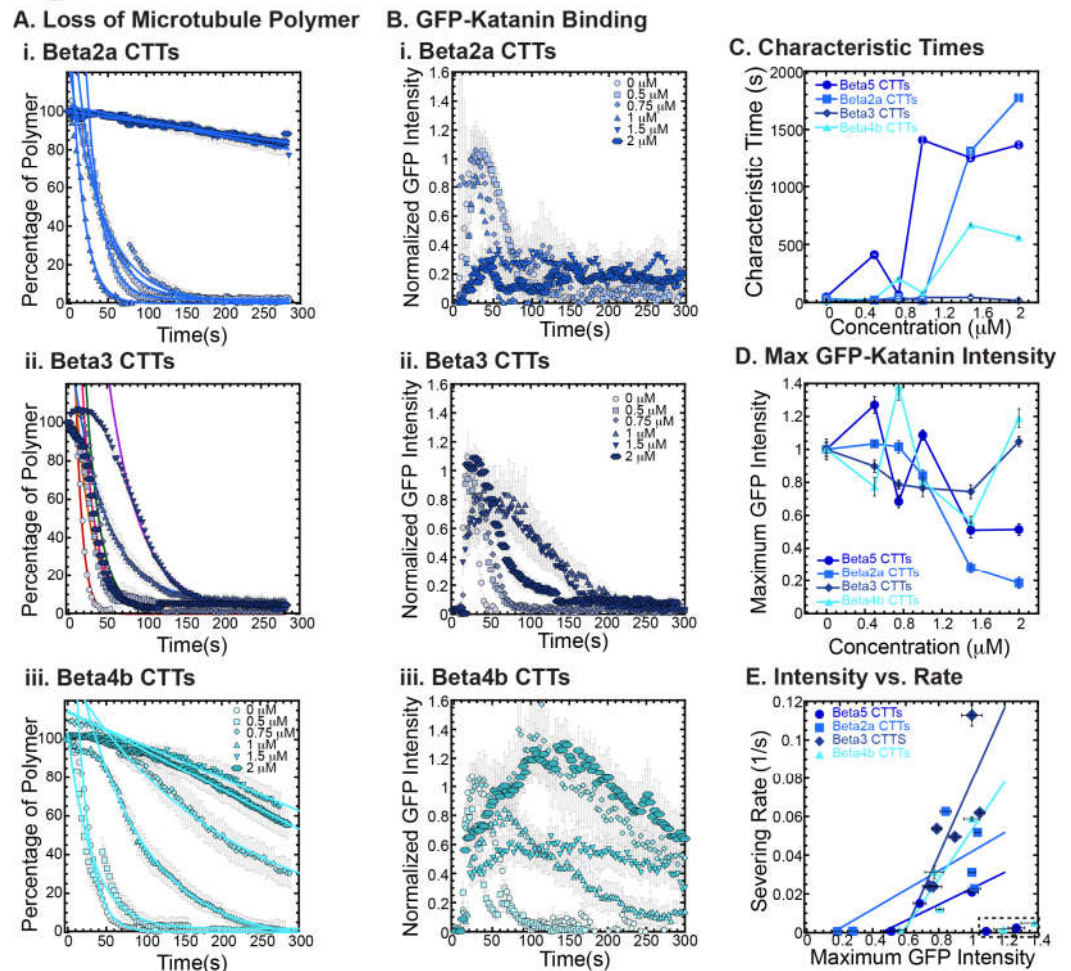 A. Loss of Microtubule Polymer
i. Beta2a CTTs
Percentage of Polymer
100
80
60
40
20
0
0 50 100 150 200 250 300
Time(s)
ii. Beta3 CTTs
Percentage of Polymer
100
80
60
40
20
0
0 50 100 150 200 250 300
Time(s)
iii. Beta4b CTTs
Percentage of Polymer
100
80
60
40
20
0
0 µM
0.5 µM
0.75 µM
1 µM
1.5 µM
2 µM
0 50 100 150 200 250 300
Time(s)
B. GFP-Katanin Binding
i. Beta2a CTTs
Normalized GFP Intensity
1.6
1.4
1.2
1
0.8
0.6
0.4
0.2
0
0 µM
0.5 µM
0.75 µM
1 µM
1.5 µM
2 µM
0 50 100 150 200 250 300
Time(s)
ii. Beta3 CTTs
Normalized GFP Intensity
1.6
1.4
1.2
1
0.8
0.6
0.4
0.2
0
0 µM
0.5 µM
0.75 µM
1 µM
1.5 µM
2 µM
0 50 100 150 200 250 300
Time(s)
iii. Beta4b CTTs
Normalized GFP Intensity
1.6
1.4
1.2
1
0.8
0.6
0.4
0.2
0
0 50 100 150 200 250 300
Time(s)
C. Characteristic Times
Characteristic Time (s)
2000
1500
1000
500
0
Beta5 CTTs
Beta2a CTTs
Beta3 CTTs
Beta4b CTTs
0 0.4 0.8 1.2 1.6 2
Concentration (µM)
D. Max GFP-Katanin Intensity
Maximum GFP Intensity
1.4
1.2
1
0.8
0.6
0.4
0.2
0
Beta5 CTTs
Beta2a CTTs
Beta3 CTTs
Beta4b CTTs
0 0.4 0.8 1.2 1.6 2
Concentration (µM)
E. Intensity vs. Rate
Severing Rate (1/s)
0.12
0.1
0.08
0.06
0.04
0.02
0
Beta5 CTTs
Beta2a CTTs
Beta3 CTTS
Beta4b CTTs
0 0.2 0.4 0.6 0.8 1 1.2 1.4
Maximum GFP Intensity